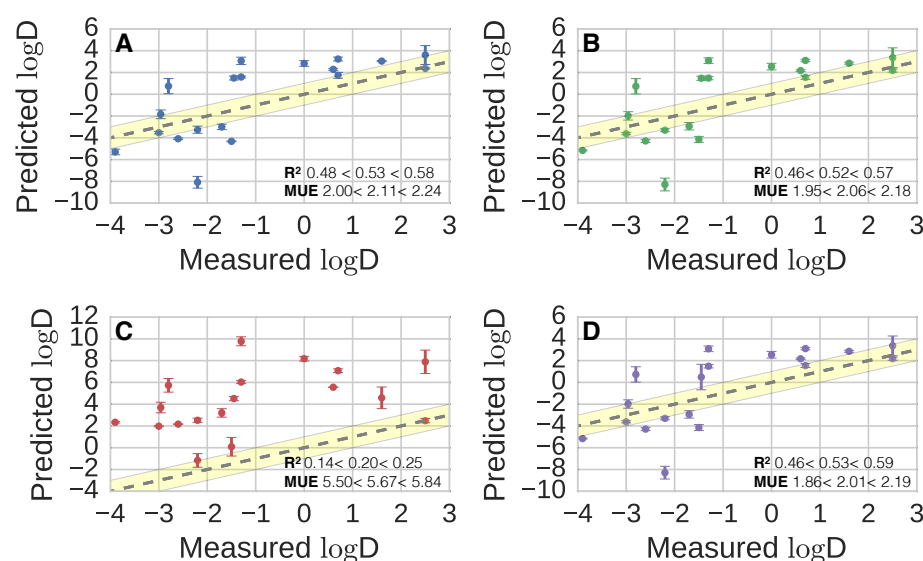 A
Predicted logD
6
4
2
0
−2
−4
−6
−8
−10
R² 0.48 < 0.53 < 0.58
MUE 2.00< 2.11< 2.24
−4 −3 −2 −1 0 1 2 3
Measured logD
B
Predicted logD
6
4
2
0
−2
−4
−6
−8
−10
R² 0.46< 0.52< 0.57
MUE 1.95< 2.06< 2.18
−4 −3 −2 −1 0 1 2 3
Measured logD
C
Predicted logD
12
10
8
6
4
2
0
−2
−4
R² 0.14< 0.20< 0.25
MUE 5.50< 5.67< 5.84
−4 −3 −2 −1 0 1 2 3
Measured logD
D
Predicted logD
6
4
2
0
−2
−4
−6
−8
−10
R² 0.46< 0.53< 0.59
MUE 1.86< 2.01< 2.19
−4 −3 −2 −1 0 1 2 3
Measured logD